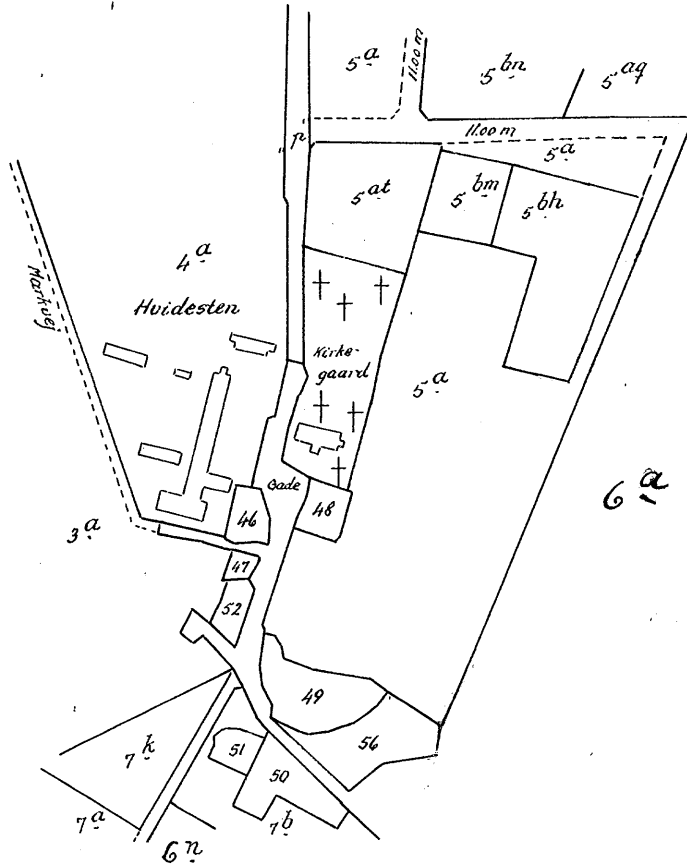 5a
11.00 m
5bn
5aq
11.00 m
"p"
5a
5at
5bm
5bh
4a
Hvidesten
Markvej
Kirke-
gaard
5a
Gade
6a
46
48
3a
47
52
49
56
7k
51
50
7a
7b
6n